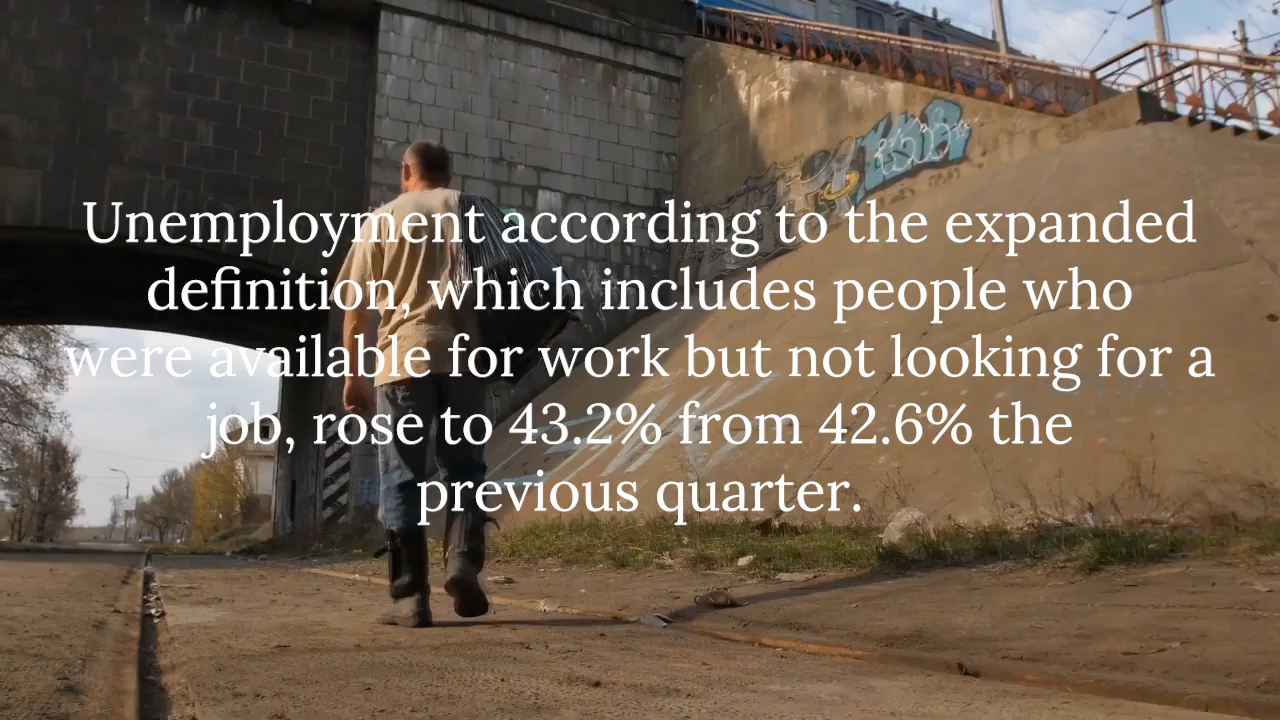 Unemployment according to the expanded
definition, which includes people who
were available for work but not looking for a
job, rose to 43.2% from 42.6% the
previous quarter.